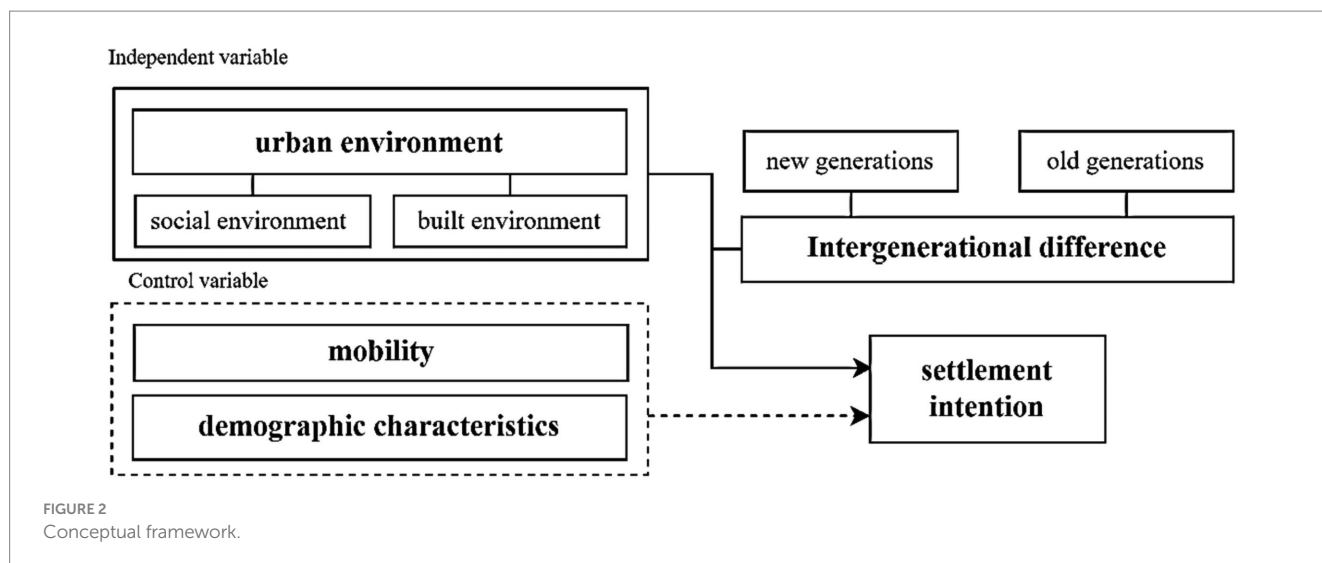 Independent variable
urban environment
social environment
built environment
new generations
old generations
Intergenerational difference
Control variable
mobility
demographic characteristics
settlement
intention
FIGURE 2
Conceptual framework.